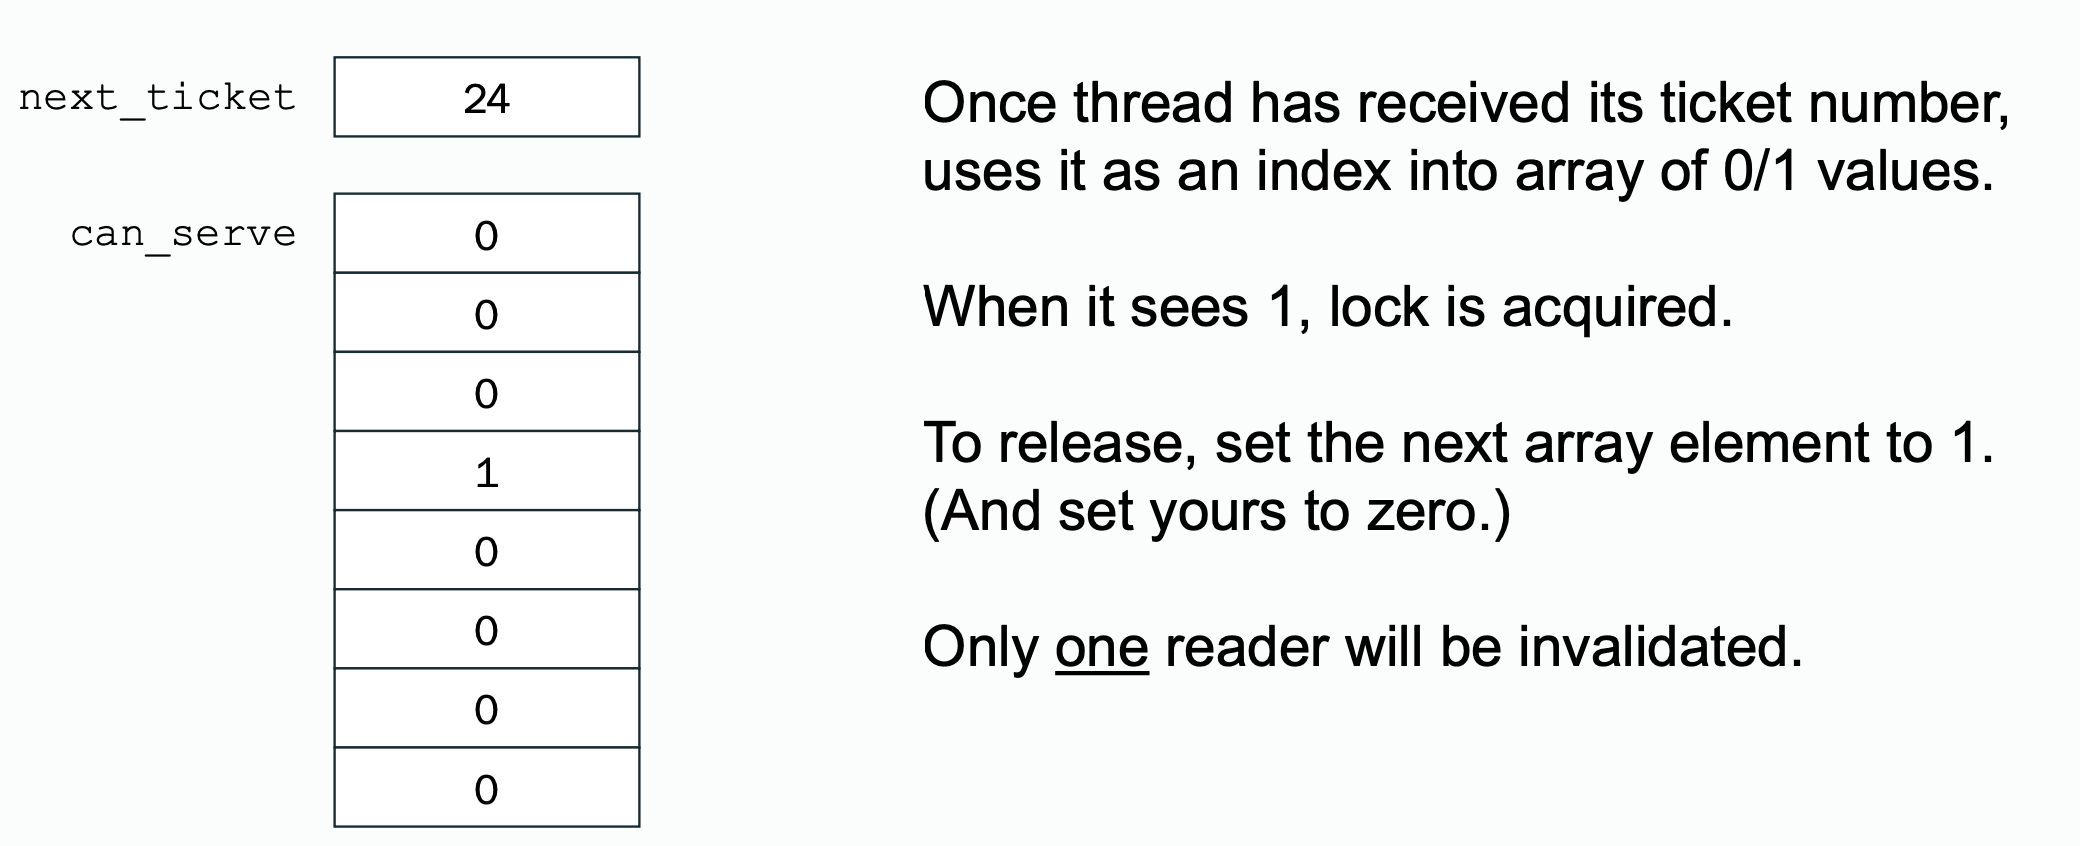 next_ticket 24
can_serve 0
0
0
1
0
0
0
0
Once thread has received its ticket number,
uses it as an index into array of 0/1 values.
When it sees 1, lock is acquired.
To release, set the next array element to 1.
(And set yours to zero.)
Only one reader will be invalidated.